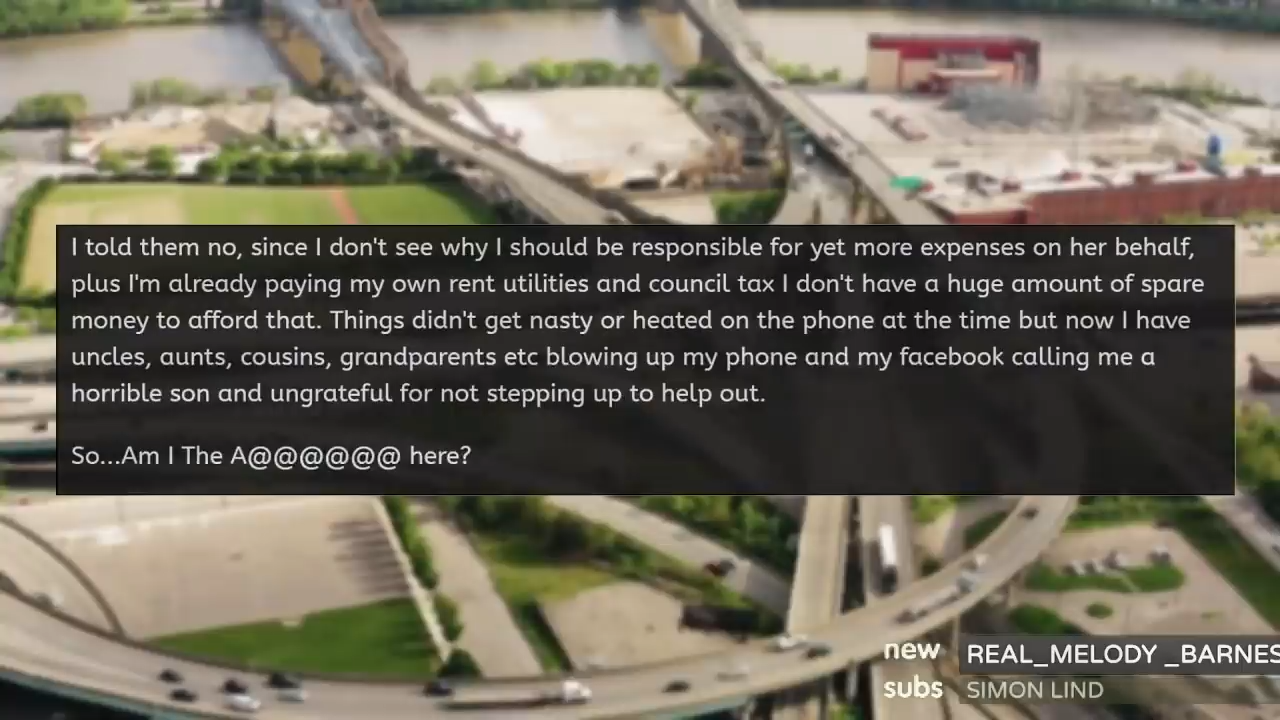 I told them no, since I don't see why I should be responsible for yet more expenses on her behalf,
plus I'm already paying my own rent utilities and council tax I don't have a huge amount of spare
money to afford that. Things didn't get nasty or heated on the phone at the time but now I have
uncles, aunts, cousins, grandparents etc blowing up my phone and my facebook calling me a
horrible son and ungrateful for not stepping up to help out.
So...Am I The A@@@@@@ here?
new REAL_MELODY _BARNES
subs SIMON LIND